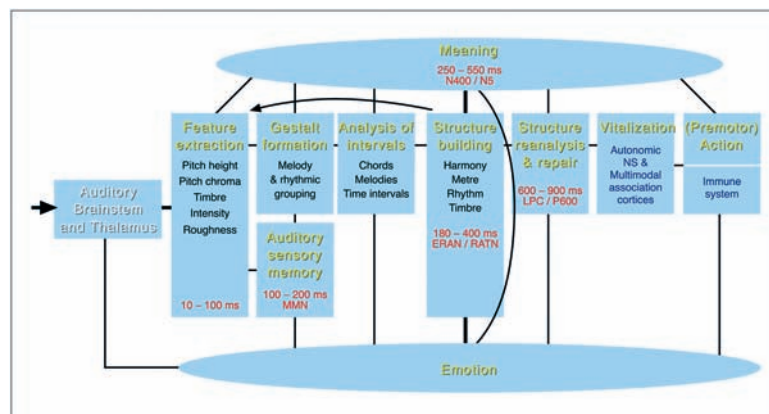 Meaning
250 – 550 ms
N400 / N5
Feature
extraction
Pitch height
Pitch chroma
Timbre
Intensity
Roughness
10 – 100 ms
Gestalt
formation
Melody
& rhythmic
grouping
Analysis of
intervals
Chords
Melodies
Time intervals
Structure
building
Harmony
Metre
Rhythm
Timbre
180 – 400 ms
ERAN / RATN
Structure
reanalysis
& repair
600 – 900 ms
LPC / P600
Vitalization
Autonomic
NS &
Multimodal
association
cortices
(Premotor)
Action
Immune
system
Auditory
Brainstem
and Thalamus
Auditory
sensory
memory
100 – 200 ms
MMN
Emotion